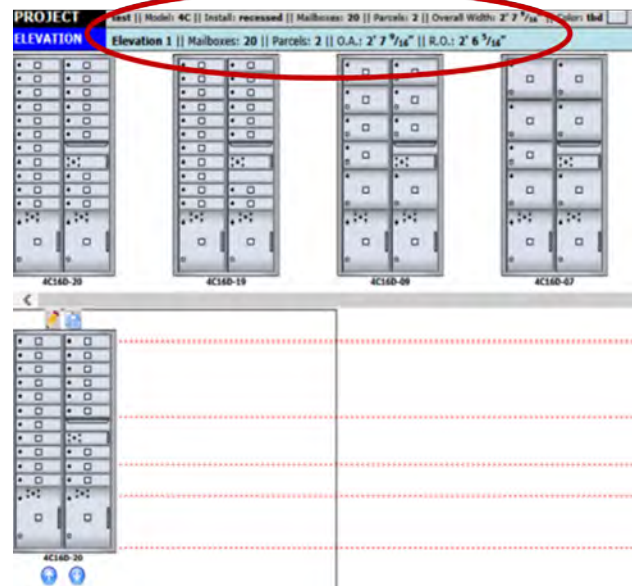 PROJECT test || Model: 4C || Install: recessed || Mailboxes: 20 || Parcels: 2 || Overall Width: 2' 7 9/16" || Color: tbd
ELEVATION Elevation 1 || Mailboxes: 20 || Parcels: 2 || O.A.: 2' 7 9/16" || R.O.: 2' 6 5/16"
4C16D-20 4C16D-19 4C16D-09 4C16D-07
4C16D-20